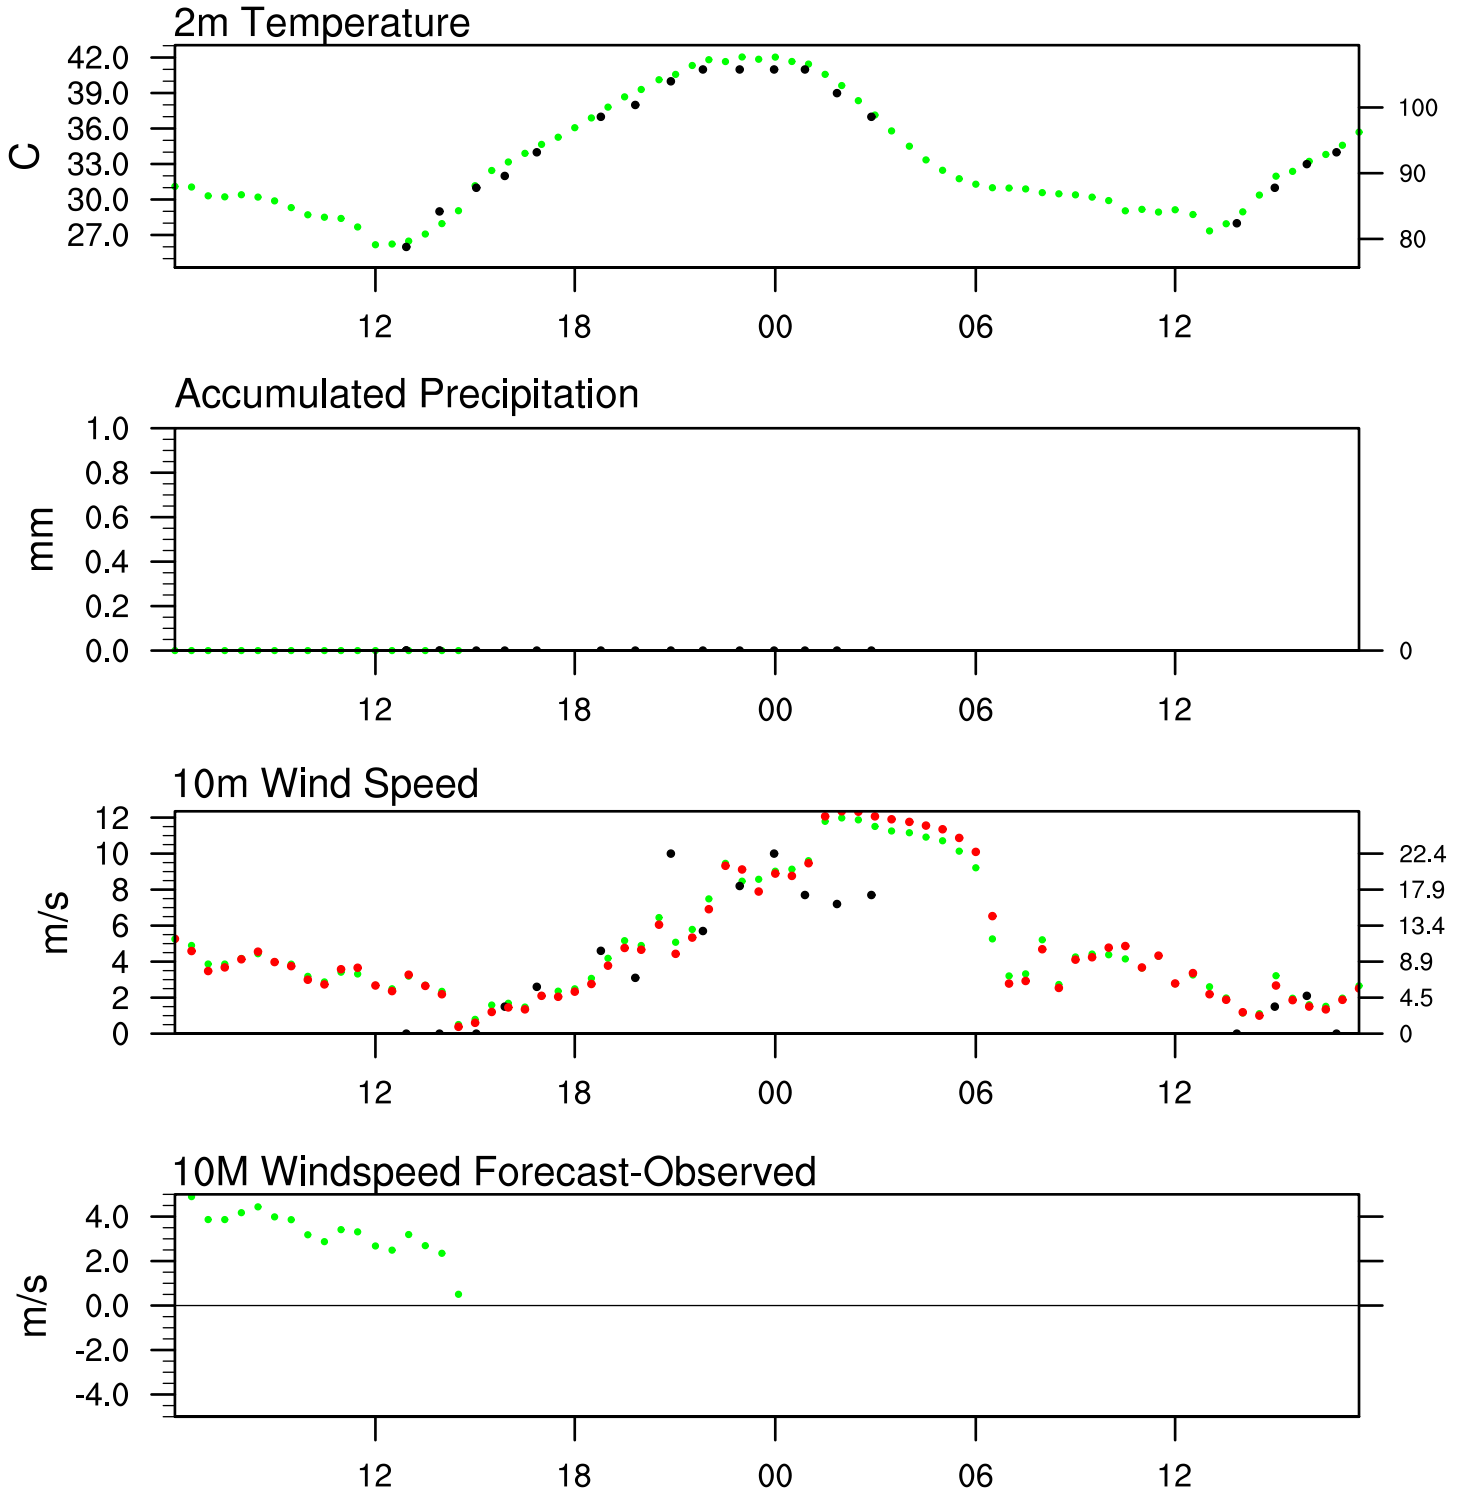 2m Temperature
42.0
39.0
36.0
33.0
30.0
27.0
C
100
90
80
12 18 00 06 12
Accumulated Precipitation
1.0
0.8
0.6
0.4
0.2
0.0
mm
0
12 18 00 06 12
10m Wind Speed
12
10
8
6
4
2
0
m/s
22.4
17.9
13.4
8.9
4.5
0
12 18 00 06 12
10M Windspeed Forecast-Observed
4.0
2.0
0.0
-2.0
-4.0
m/s
12 18 00 06 12